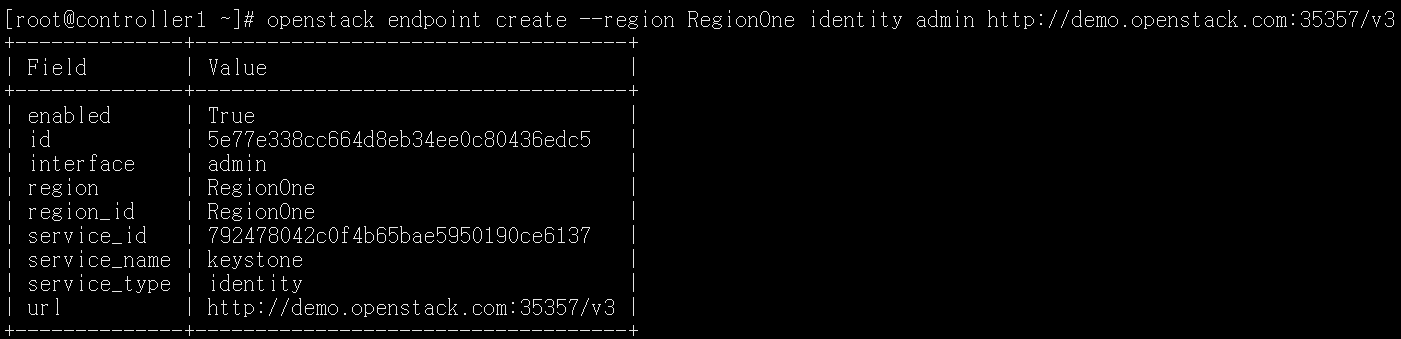 [root@controller1 ~]# openstack endpoint create --region RegionOne identity admin http://demo.openstack.com:35357/v3
+--------------+-----------------------------------+
| Field        | Value                             |
+--------------+-----------------------------------+
| enabled      | True                              |
| id           | 5e77e338cc664d8eb34ee0c80436edc5  |
| interface    | admin                             |
| region       | RegionOne                         |
| region_id    | RegionOne                         |
| service_id   | 792478042c0f4b65bae5950190ce6137  |
| service_name | keystone                          |
| service_type | identity                          |
| url          | http://demo.openstack.com:35357/v3 |
+--------------+-----------------------------------+